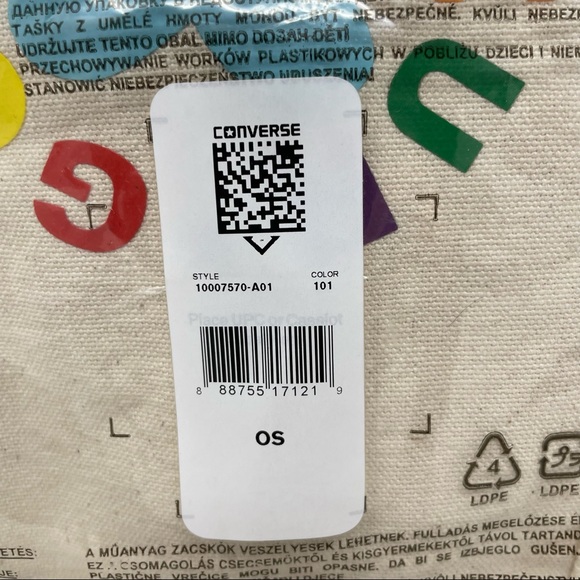 ДАННУЮ УПАКОВКУ
TAŠKY Z UMĚLÉ HMOTY MOHOU BÝT NEBEZPEČNÉ. KVŮLI NEBEZ
UDRŽUJTE TENTO OBAL MIMO DOSAH DĚTÍ
PRZECHOWYWANIE WORKÓW PLASTIKOWYCH W POBLIŻU DZIECI I NIEM
STANOWIĆ NIEBEZPIECZEŃSTWO UDUSZENIA!
G U
CONVERSE
STYLE COLOR
10007570-A01 101
Place UPC or Caselot
8 88755 17121 9
OS
4
LDPE LDPE
ETÉS: A MŰANYAG ZACSKÓK VESZÉLYESEK LEHETNEK. FULLADÁS MEGELŐZÉSE
EZ A CSOMAGOLÁS CSECSEMŐKTŐL ÉS KISGYERMEKEKTŐL TÁVOL TARTAND
PLASTIČNE VREĆICE MOGU BITI OPASNE. DA BI SE IZBJEGLO GUŠEN